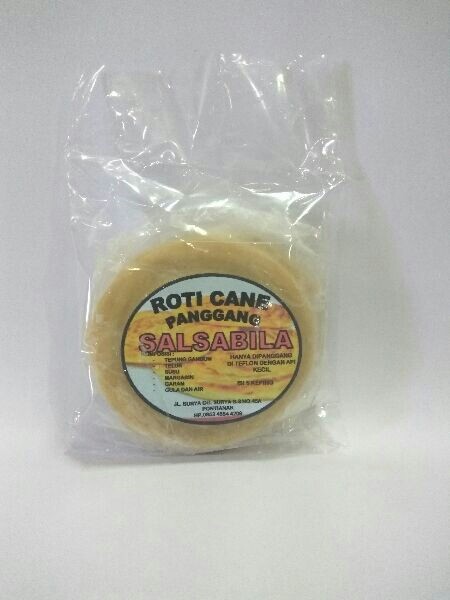 ROTI CANE
PANGGANG
SALSABILA
KOMPOSISI :
- TEPUNG GANDUM
- TELUR
- SUSU
- MARGARIN
- GARAM
- GULA DAN AIR
HANYA DIPANGGANG
DI TEFLON DENGAN API
KECIL
ISI 5 KEPING
PONTIANAK